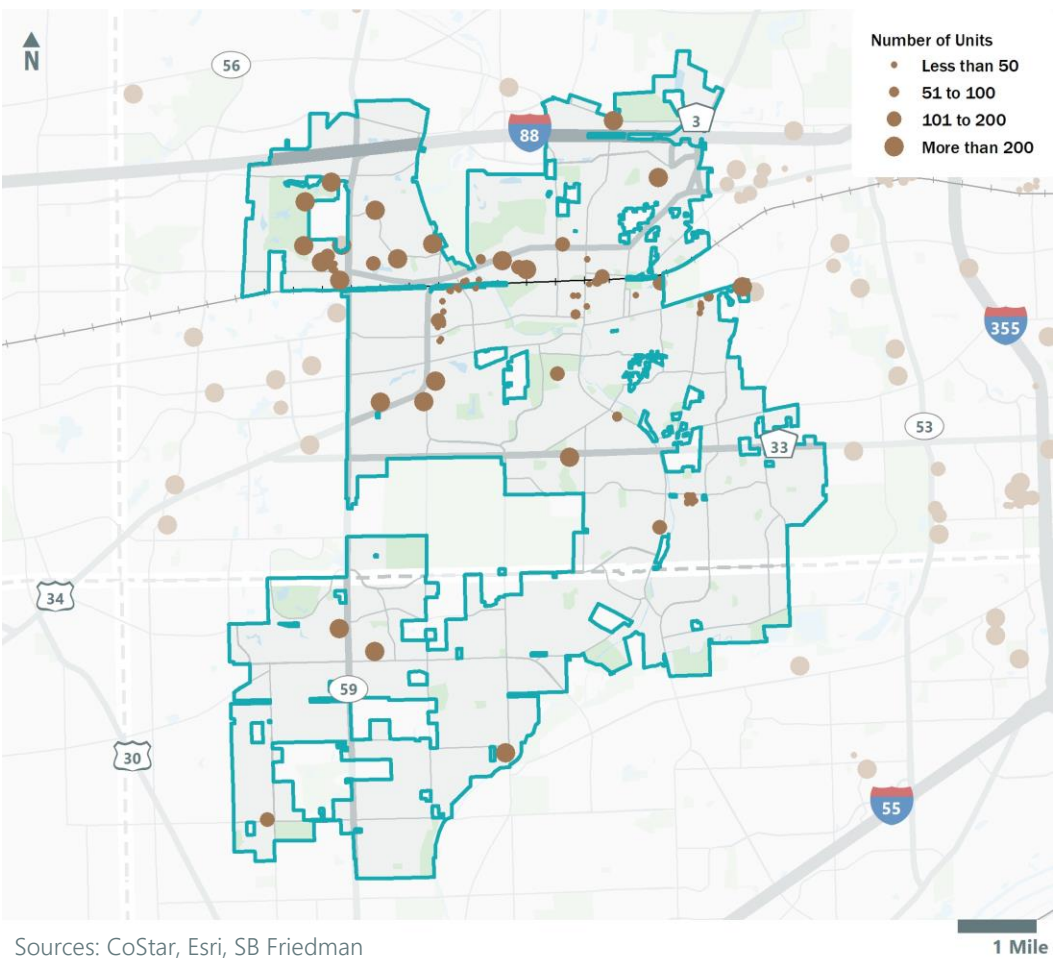 N
56
88
3
Number of Units
Less than 50
51 to 100
101 to 200
More than 200
355
53
33
34
59
30
55
Sources: CoStar, Esri, SB Friedman
1 Mile